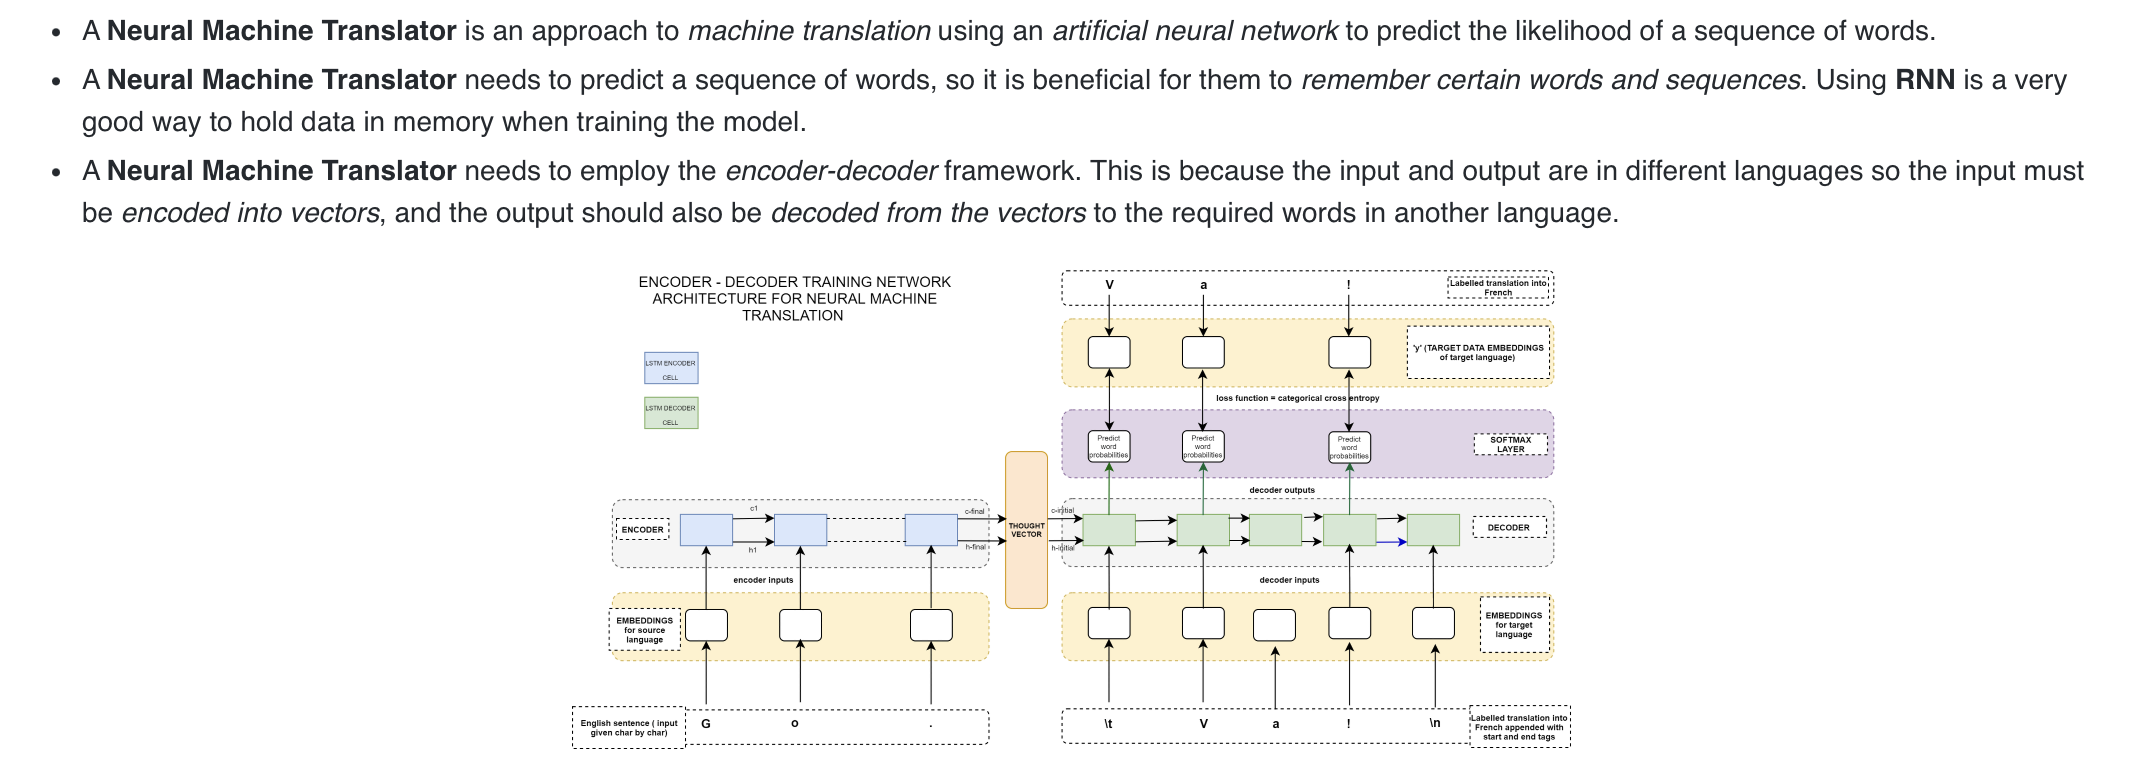 • A Neural Machine Translator is an approach to machine translation using an artificial neural network to predict the likelihood of a sequence of words.
• A Neural Machine Translator needs to predict a sequence of words, so it is beneficial for them to remember certain words and sequences. Using RNN is a very
good way to hold data in memory when training the model.
• A Neural Machine Translator needs to employ the encoder-decoder framework. This is because the input and output are in different languages so the input must
be encoded into vectors, and the output should also be decoded from the vectors to the required words in another language.
ENCODER - DECODER TRAINING NETWORK
ARCHITECTURE FOR NEURAL MACHINE
TRANSLATION
V a !
Labelled translation into
French
LSTM ENCODER
CELL
LSTM DECODER
CELL
'y' (TARGET DATA EMBEDDINGS
of target language)
loss function = categorical cross entropy
Predict
word
probabilities
Predict
word
probabilities
Predict
word
probabilities
SOFTMAX
LAYER
decoder outputs
ENCODER
c1
h1
c-final
h-final
THOUGHT
VECTOR
c-initial
h-initial
DECODER
encoder inputs
decoder inputs
EMBEDDINGS
for source
language
EMBEDDINGS
for target
language
English sentence ( input
given char by char)
G o .
\t V a ! \n
Labelled translation into
French appended with
start and end tags